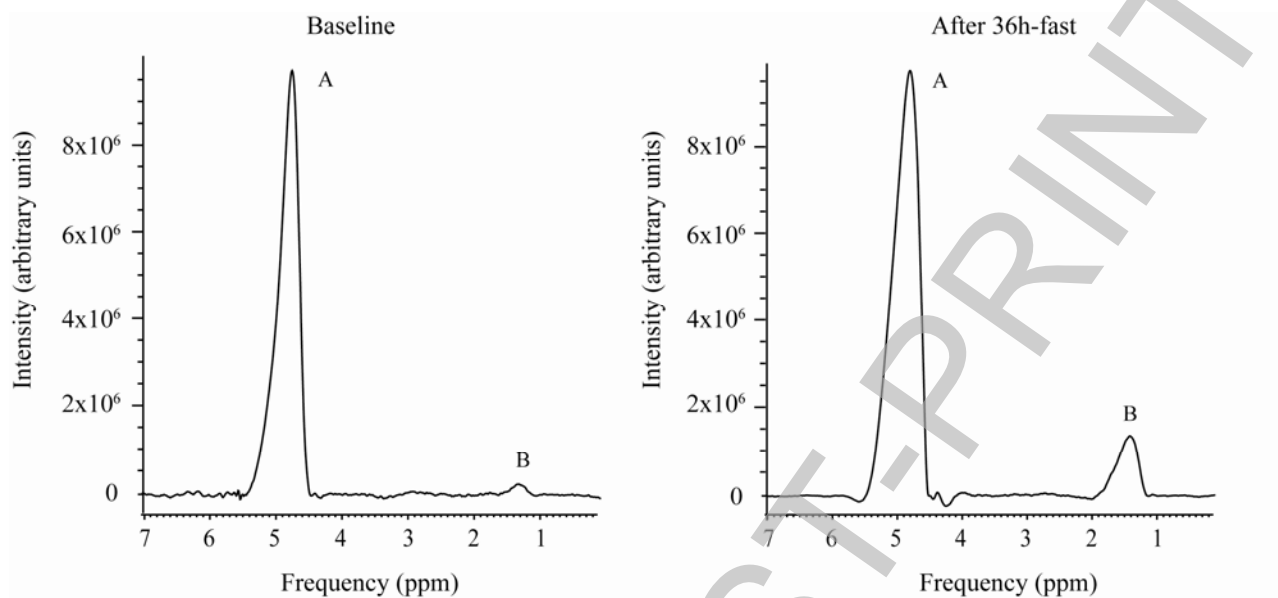 Baseline
A
8x10⁶
6x10⁶
4x10⁶
2x10⁶
0
B
7 6 5 4 3 2 1
Frequency (ppm)
Intensity (arbitrary units)
After 36h-fast
A
8x10⁶
6x10⁶
4x10⁶
2x10⁶
0
B
7 6 5 4 3 2 1
Frequency (ppm)
Intensity (arbitrary units)
ST-PRINT